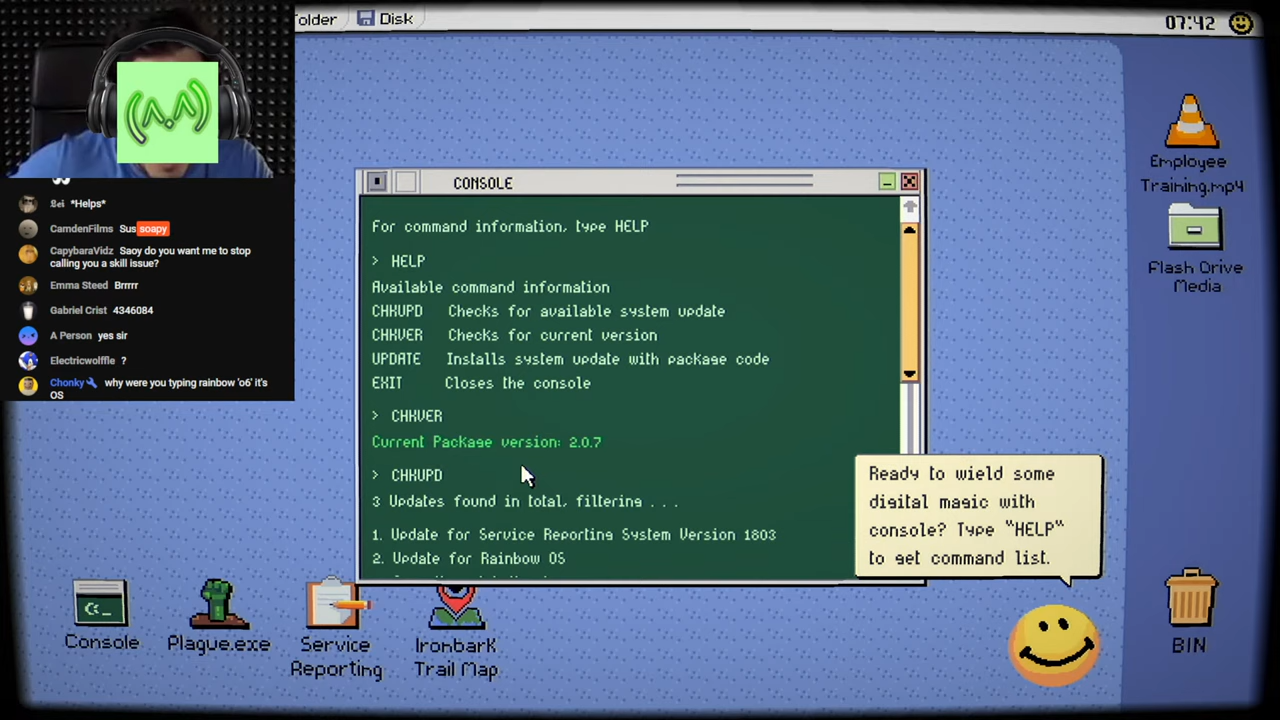 older
Disk
07:42
(^.^)
*Helps*
CamdenFilms Sus soapy
CapybaraVidz Saoy do you want me to stop
calling you a skill issue?
Emma Steed Brrrr
Gabriel Crist 4346084
A Person yes sir
Electricwolffle ?
Chonky why were you typing rainbow 'o6' it's
OS
CONSOLE
For command information, type HELP
> HELP
Available command information
CHKUPD Checks for available system update
CHKVER Checks for current version
UPDATE Installs system update with package code
EXIT Closes the console
> CHKVER
Current Package version: 2.0.7
> CHKUPD
3 Updates found in total, filtering . . .
1. Update for Service Reporting System Version 1803
2. Update for Rainbow OS
Ready to wield some
digital magic with
console? Type "HELP"
to get command list.
Employee
Training.mp4
Flash Drive
Media
BIN
Console
Plague.exe
Service
Reporting
Ironbark
Trail Map